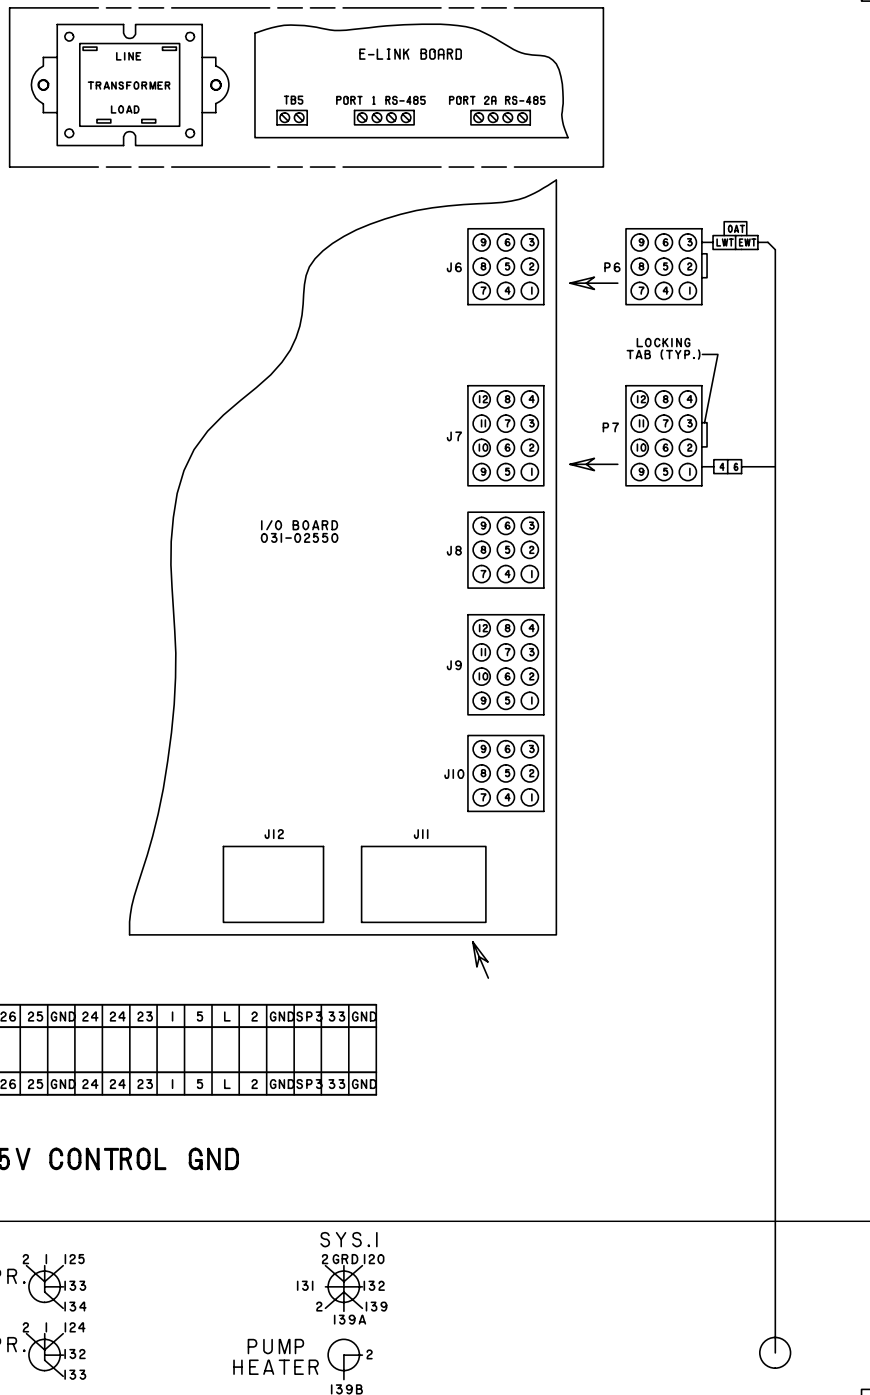 LINE
TRANSFORMER
LOAD
E-LINK BOARD
TB5 PORT 1 RS-485 PORT 2A RS-485
OAT
LWT EWT
J6
9 6 3
8 5 2
7 4 1
P6
9 6 3
8 5 2
7 4 1
LOCKING
TAB (TYP.)
J7
12 8 4
11 7 3
10 6 2
9 5 1
P7
12 8 4
11 7 3
10 6 2
9 5 1
4 6
I/O BOARD
031-02550
J8
9 6 3
8 5 2
7 4 1
J9
12 8 4
11 7 3
10 6 2
9 5 1
J10
9 6 3
8 5 2
7 4 1
J12 J11
26 25 GND 24 24 23 1 5 L 2 GND SP3 33 GND
26 25 GND 24 24 23 1 5 L 2 GND SP3 33 GND
5V CONTROL GND
PR.
2 1 125
133
134
SYS.1
2 GRD 120
131 132
2 139
139A
PR.
2 1 124
132
133
PUMP
HEATER
2
139B